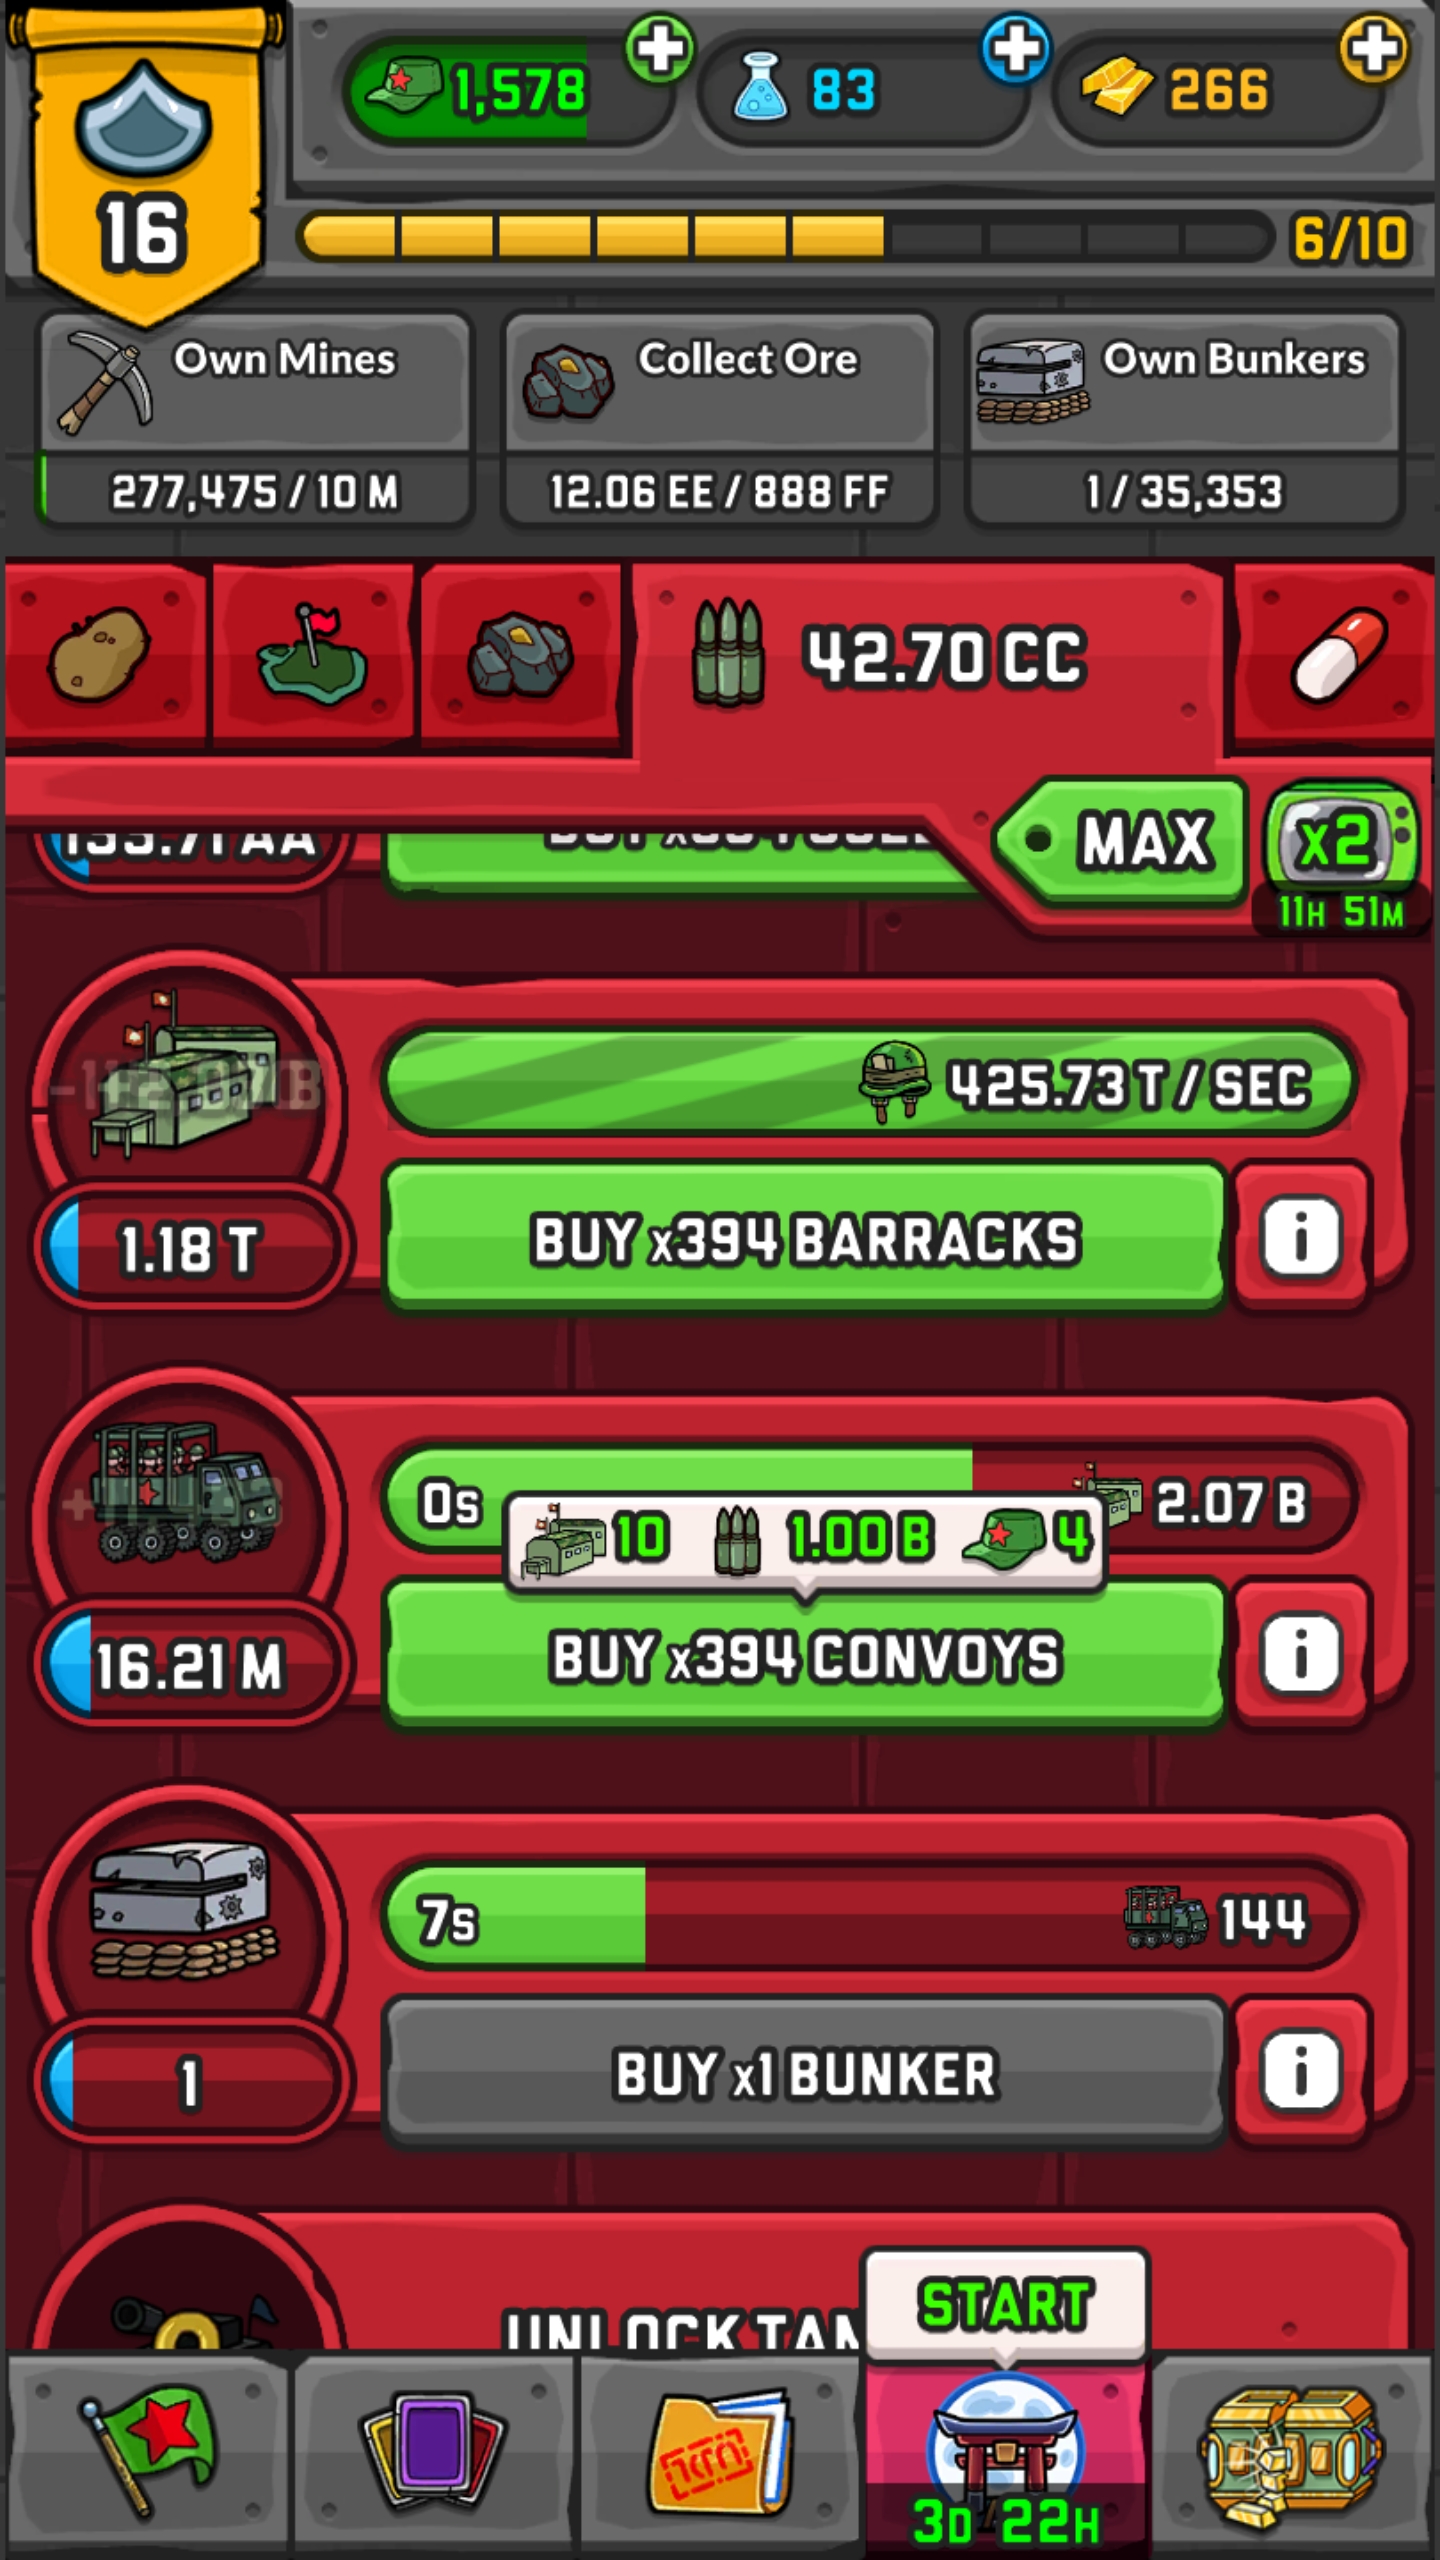 1,578
83
266
16
6/10
Own Mines
Collect Ore
Own Bunkers
277,475 / 10 M
12.06 EE / 888 FF
1 / 35,353
42.70 CC
MAX
x2
11H 51M
425.73 T / SEC
1.18 T
BUY x394 BARRACKS
i
0s
2.07 B
10
1.00 B
4
16.21 M
BUY x394 CONVOYS
i
7s
144
1
BUY x1 BUNKER
i
UNLOCK
START
3D 22H